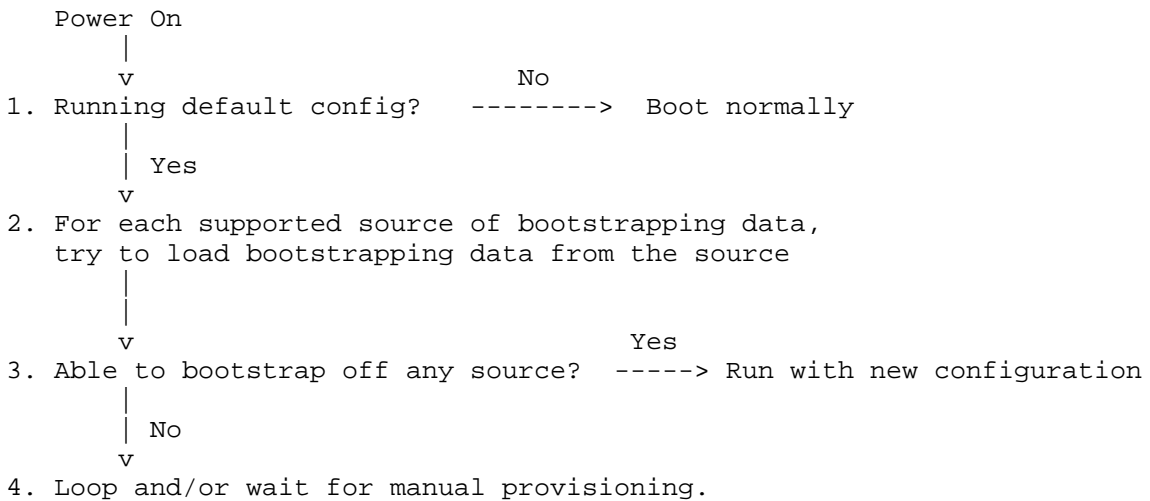 Power On
|
v No
1. Running default config? --------> Boot normally
|
| Yes
v
2. For each supported source of bootstrapping data,
try to load bootstrapping data from the source
|
|
v Yes
3. Able to bootstrap off any source? -----> Run with new configuration
|
| No
v
4. Loop and/or wait for manual provisioning.